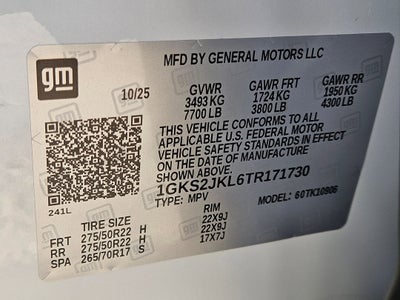 gm
MFD BY GENERAL MOTORS LLC
10/25 GVWR GAWR FRT GAWR RR
3493 KG 1724 KG 1950 KG
7700 LB 3800 LB 4300 LB
THIS VEHICLE CONFORMS TO ALL
APPLICABLE U.S. FEDERAL MOTOR
VEHICLE SAFETY STANDARDS IN EFFECT
ON THE DATE OF MANUFACTURE
SHOWN ABOVE.
1GKS2JKL6TR171730
TYPE: MPV MODEL: 60TK10906
241L
TIRE SIZE RIM
FRT 275/50R22 H 22X9J
RR 275/50R22 H 22X9J
SPA 265/70R17 S 17X7J